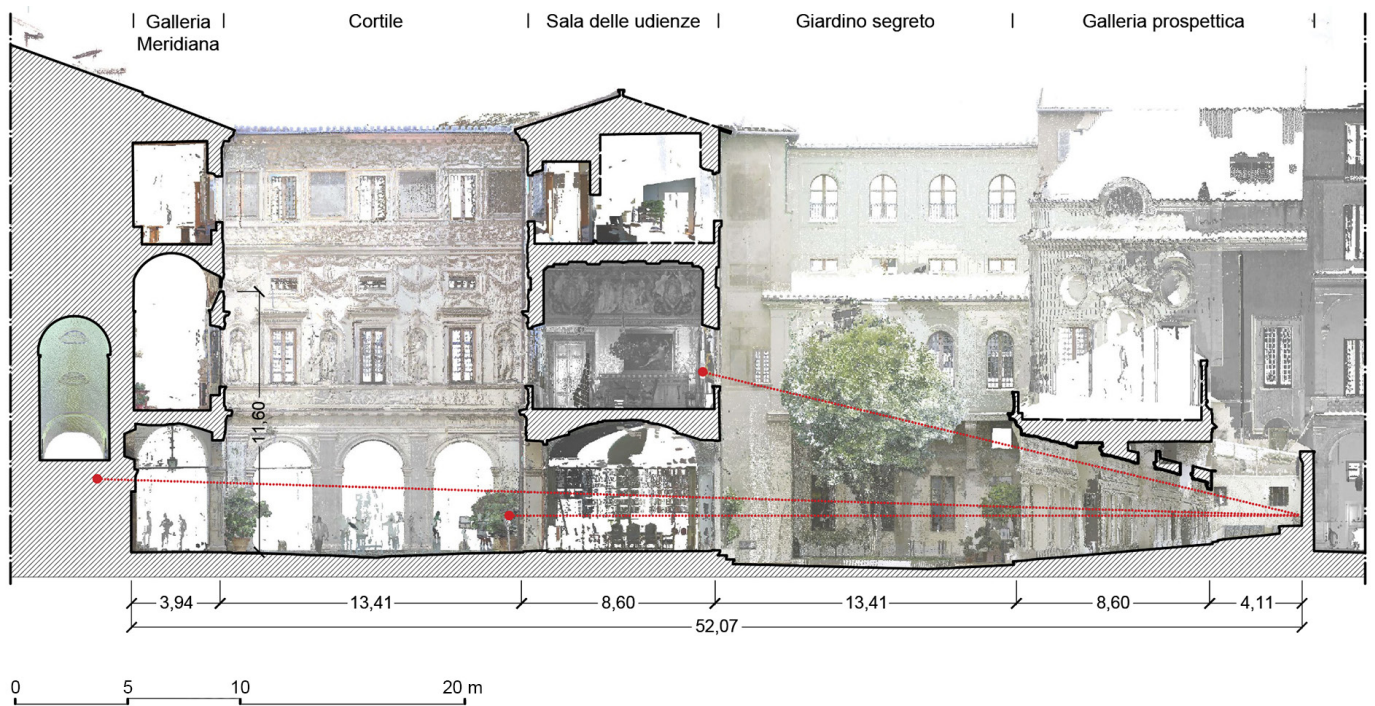 Galleria
Meridiana
Cortile
Sala delle udienze
Giardino segreto
Galleria prospettica
11,60
3,94
13,41
8,60
13,41
8,60
4,11
52,07
0
5
10
20 m